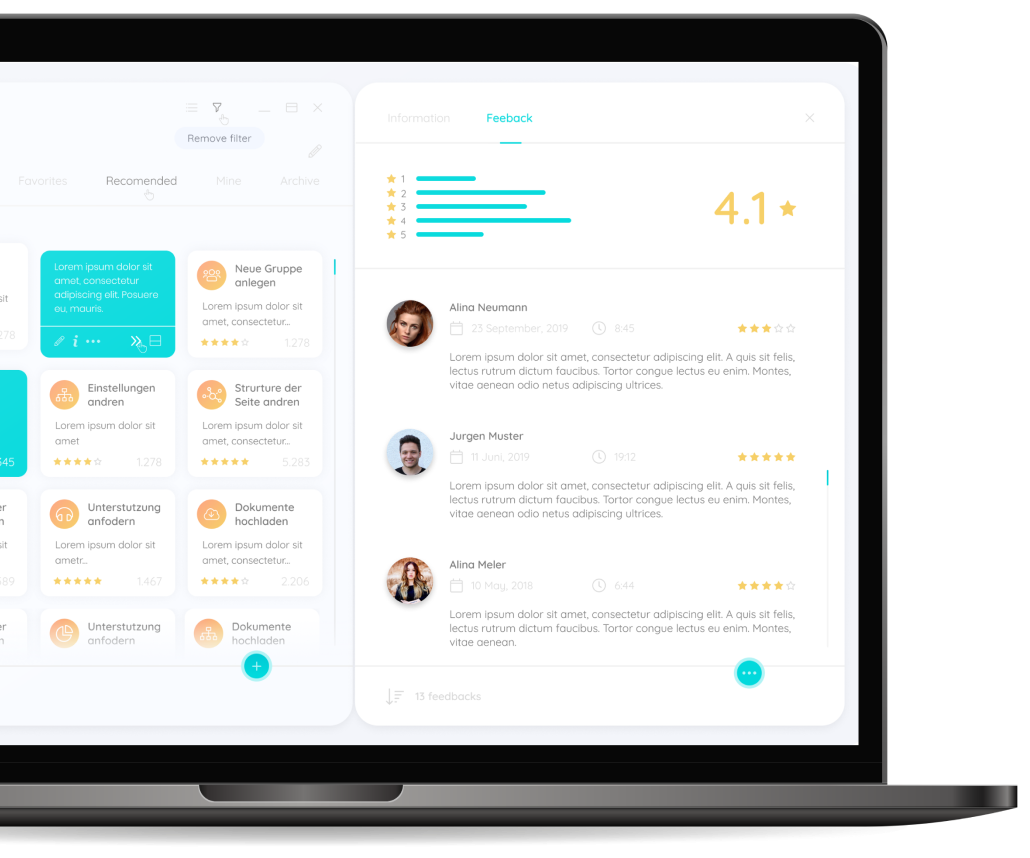 Remove filter
Favorites
Recomended
Mine
Archive
sit
278
Lorem ipsum dolor sit
amet, consectetur
adipiscing elit. Posuere
eu, mauris.
Neue Gruppe
anlegen
Lorem ipsum dolor sit
amet, consectetur...
1.278
345
Einstellungen
andren
Lorem ipsum dolor sit
amet
1.278
Strurture der
Seite andren
Lorem ipsum dolor sit
amet, consectetur...
5.283
er
n
sit
389
Unterstutzung
anfodern
Lorem ipsum dolor sit
ametr...
1.467
Dokumente
hochladen
Lorem ipsum dolor sit
amet, consectetur...
2.206
er
n
Unterstutzung
anfodern
Dokumente
hochladen
Information
Feeback
1
2
3
4
5
4.1
Alina Neumann
23 September, 2019
8:45
Lorem ipsum dolor sit amet, consectetur adipiscing elit. A quis sit felis,
lectus rutrum dictum faucibus. Tortor congue lectus eu enim. Montes,
vitae aenean odio netus adipiscing ultrices.
Jurgen Muster
11 Juni, 2019
19:12
Lorem ipsum dolor sit amet, consectetur adipiscing elit. A quis sit felis,
lectus rutrum dictum faucibus. Tortor congue lectus eu enim. Montes,
vitae aenean odio netus adipiscing ultrices.
Alina Meler
10 May, 2018
6:44
Lorem ipsum dolor sit amet, consectetur adipiscing elit. A quis sit felis,
lectus rutrum dictum faucibus. Tortor congue lectus eu enim. Montes,
vitae aenean.
13 feedbacks